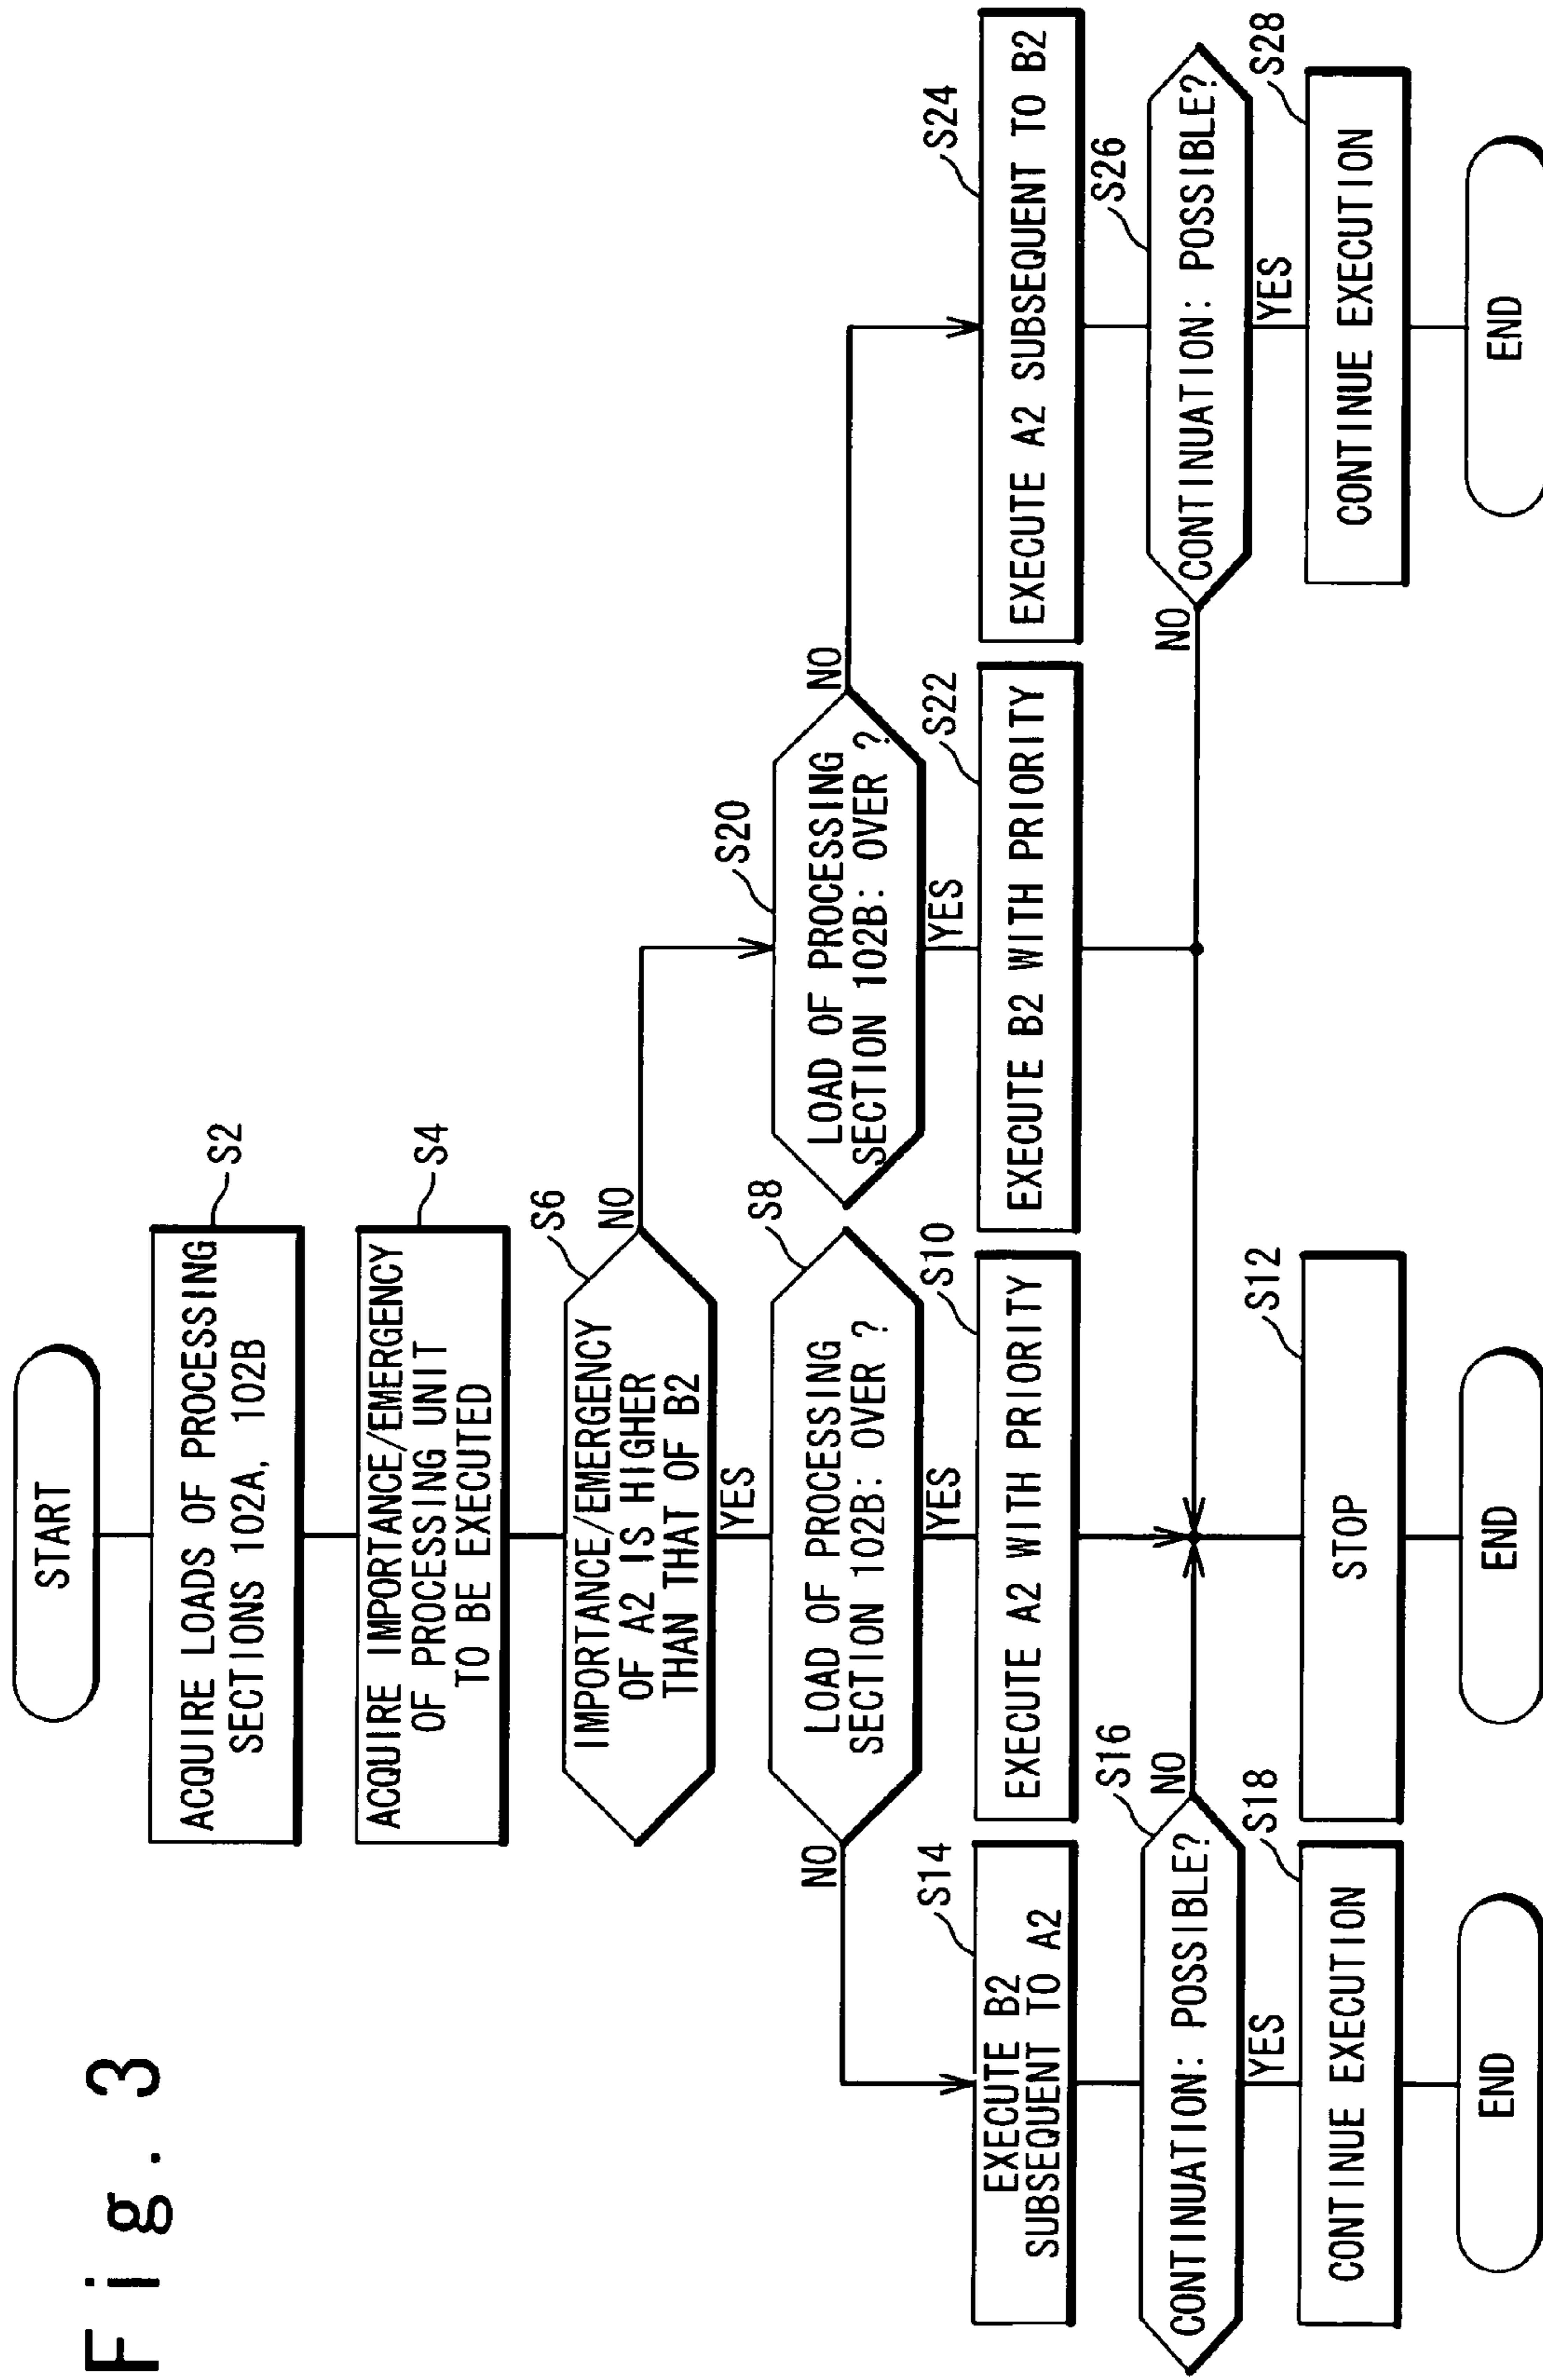 Fig. 3
START
ACQUIRE LOADS OF PROCESSING
SECTIONS 102A, 102B
S2
ACQUIRE IMPORTANCE/EMERGENCY
OF PROCESSING UNIT
TO BE EXECUTED
S4
IMPORTANCE/EMERGENCY
OF A2 IS HIGHER
THAN THAT OF B2
S6
NO
YES
LOAD OF PROCESSING
SECTION 102B: OVER ?
S8
NO
YES
LOAD OF PROCESSING
SECTION 102B: OVER ?
S20
NO
YES
EXECUTE B2
SUBSEQUENT TO A2
S14
EXECUTE A2 WITH PRIORITY
S10
EXECUTE B2 WITH PRIORITY
S22
EXECUTE A2 SUBSEQUENT TO B2
S24
CONTINUATION: POSSIBLE?
S16
NO
YES
CONTINUATION: POSSIBLE?
S26
NO
YES
CONTINUE EXECUTION
S18
STOP
S12
CONTINUE EXECUTION
S28
END
END
END